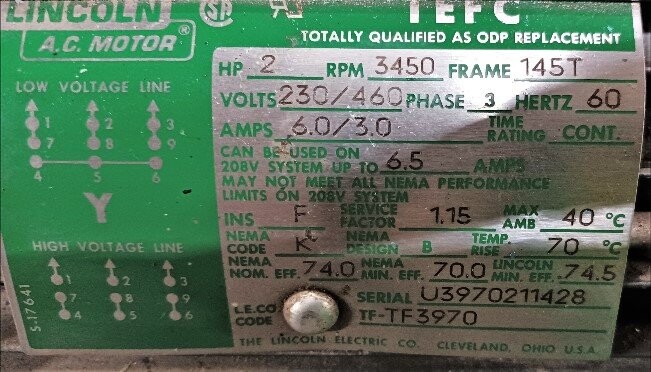 LINCOLN ® SA UR TEFC
A.C. MOTOR®
TOTALLY QUALIFIED AS ODP REPLACEMENT
HP 2 RPM 3450 FRAME 145T
VOLTS 230/460 PHASE 3 HERTZ 60
AMPS 6.0/3.0 TIME RATING CONT.
CAN BE USED ON
208V SYSTEM UP TO 6.5 AMPS
MAY NOT MEET ALL NEMA PERFORMANCE
LIMITS ON 208V SYSTEM
INS F SERVICE FACTOR 1.15 MAX AMB 40 °C
NEMA CODE K NEMA DESIGN B TEMP. RISE 70 °C
NEMA NOM. EFF. 74.0 NEMA MIN. EFF. 70.0 LINCOLN MIN. EFF. 74.5
SERIAL U3970211428
L.E.CO. CODE TF-TF3970
THE LINCOLN ELECTRIC CO. CLEVELAND, OHIO U.S.A.
LOW VOLTAGE LINE
1 2 3
7 8 9
4 5 6
Y
HIGH VOLTAGE LINE
1 2 3
7 8 9
4 5 6
S-17641